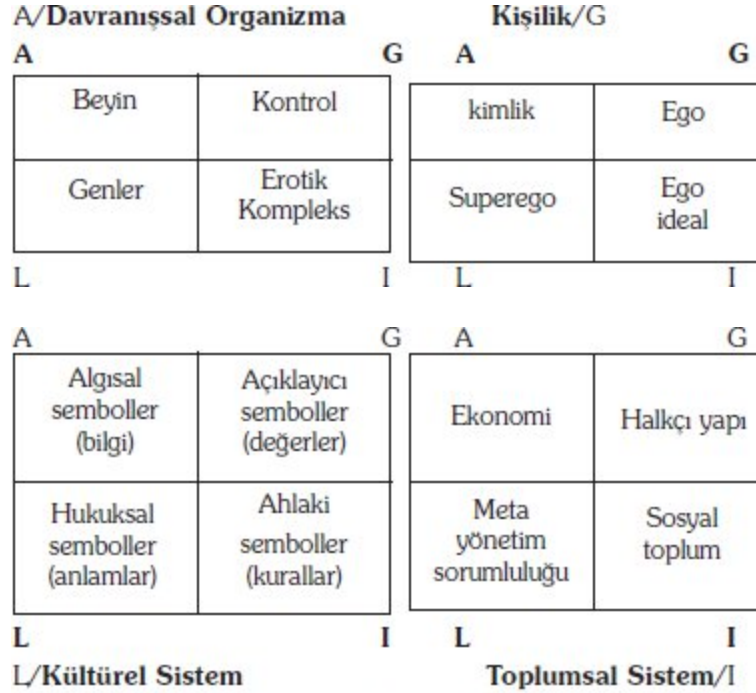 A/Davranışsal Organizma Kişilik/G
A G A G
Beyin Kontrol kimlik Ego
Genler Erotik Kompleks Superego Ego ideal
L I L I
A G A G
Algısal semboller (bilgi) Açıklayıcı semboller (değerler) Ekonomi Halkçı yapı
Hukuksal semboller (anlamlar) Ahlaki semboller (kurallar) Meta yönetim sorumluluğu Sosyal toplum
L I L I
L/Kültürel Sistem Toplumsal Sistem/I